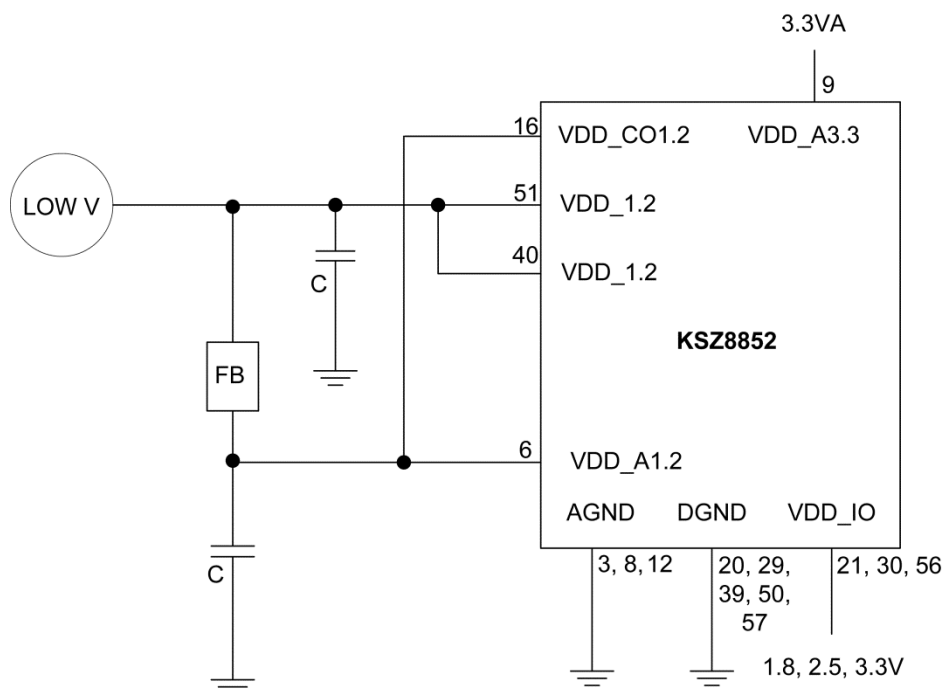 3.3VA
9
16
VDD_CO1.2
VDD_A3.3
LOW V
51
VDD_1.2
40
VDD_1.2
C
KSZ8852
FB
6
VDD_A1.2
AGND
DGND
VDD_IO
C
3, 8, 12
20, 29,
39, 50,
57
21, 30, 56
1.8, 2.5, 3.3V